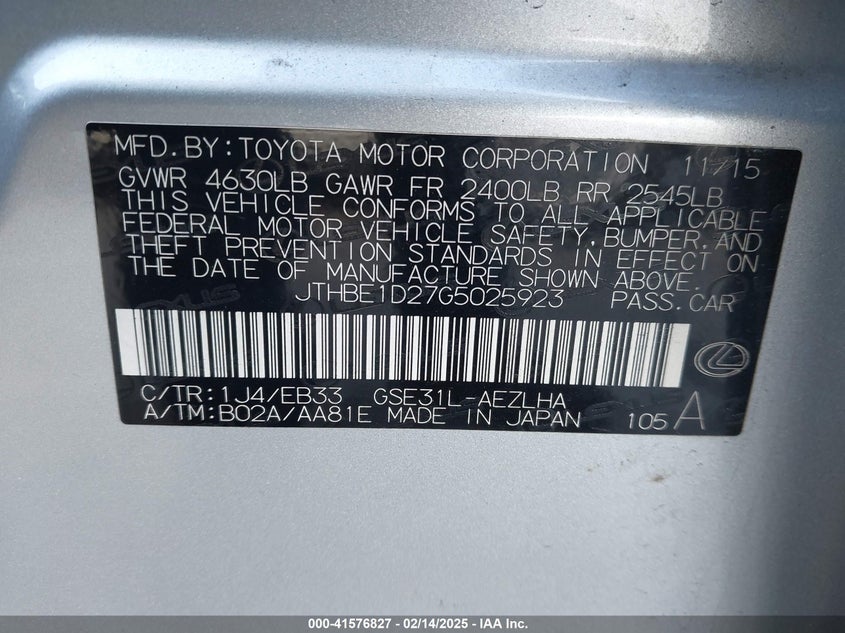 MFD.BY:TOYOTA MOTOR CORPORATION 11/15
GVWR 4630LB GAWR FR 2400LB RR 2545LB
THIS VEHICLE CONFORMS TO ALL APPLICABLE
FEDERAL MOTOR VEHICLE SAFETY,BUMPER,AND
THEFT PREVENTION STANDARDS IN EFFECT ON
THE DATE OF MANUFACTURE SHOWN ABOVE.
JTHBE1D27G5025923 PASS.CAR
C/TR:1J4/EB33 GSE31L-AEZLHA
A/TM:B02A/AA81E MADE IN JAPAN 105 A
000-41576827 - 02/14/2025 - IAA Inc.